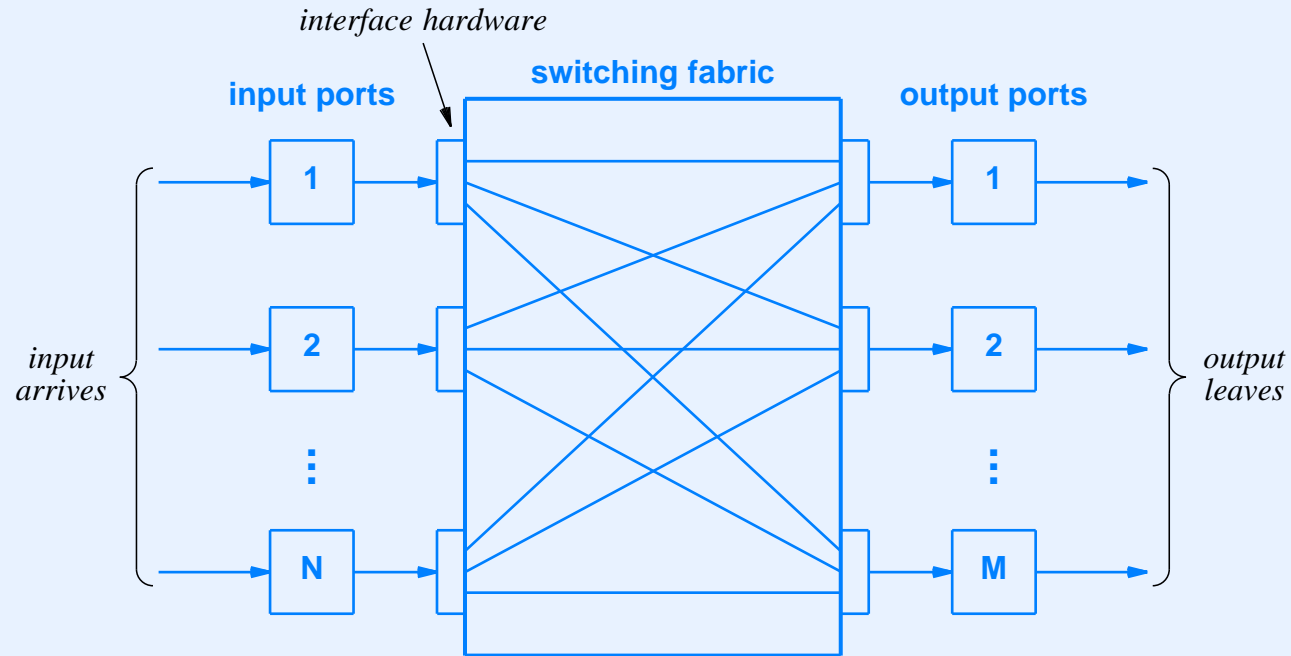 interface hardware
switching fabric
input ports
output ports
1
1
2
2
input
arrives
output
leaves
N
M